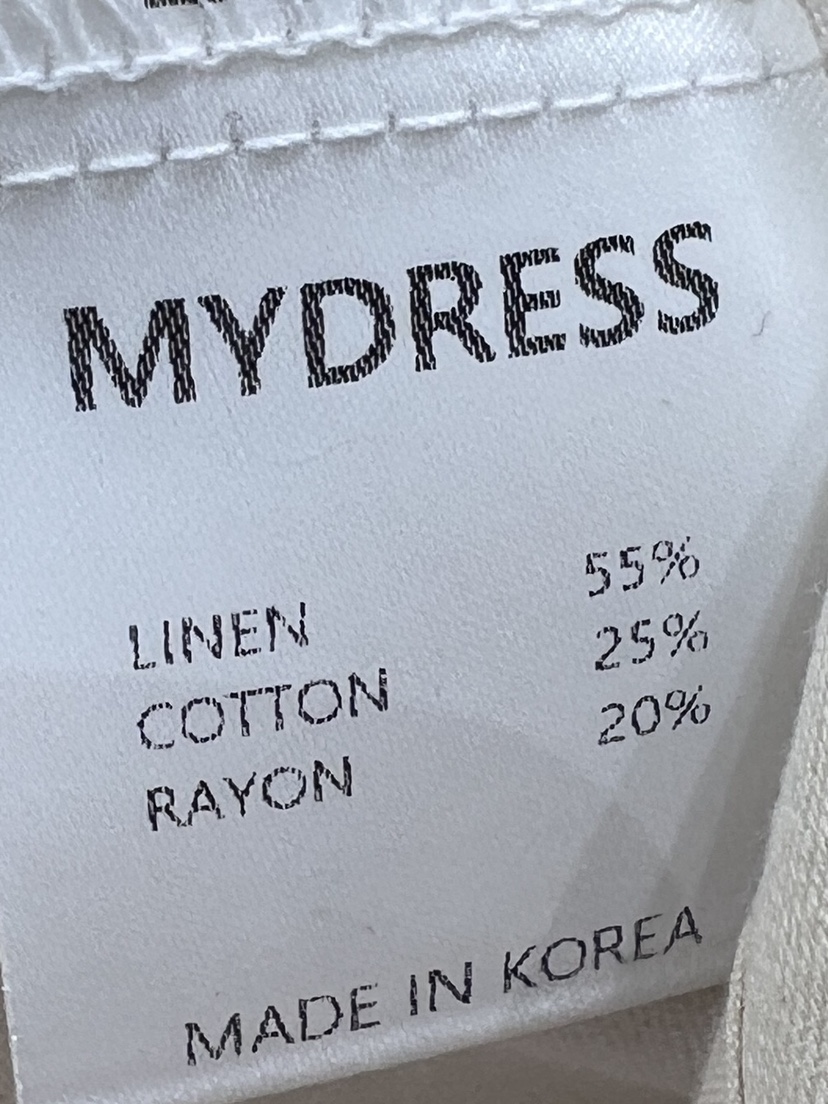 MYDRESS
LINEN 55%
COTTON 25%
RAYON 20%
MADE IN KOREA